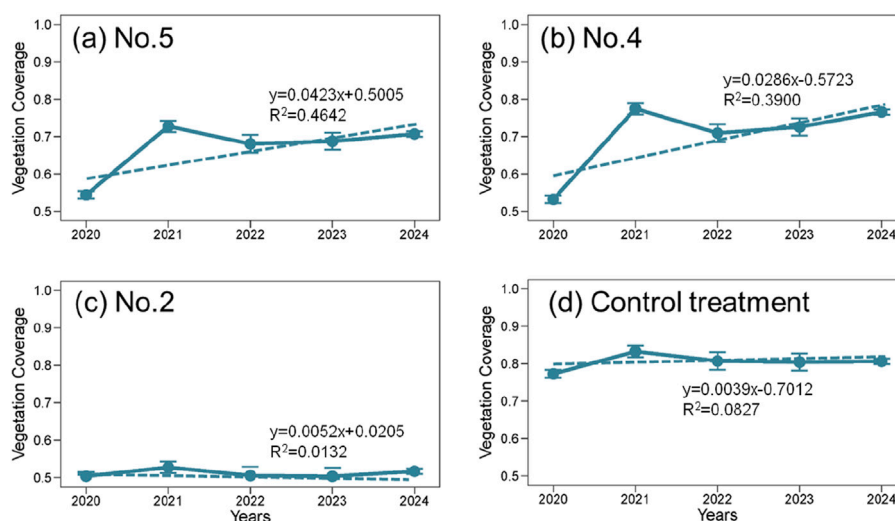 (a) No.5
y=0.0423x+0.5005
R²=0.4642
Vegetation Coverage
1.0
0.9
0.8
0.7
0.6
0.5
2020 2021 2022 2023 2024
(b) No.4
y=0.0286x-0.5723
R²=0.3900
Vegetation Coverage
1.0
0.9
0.8
0.7
0.6
0.5
2020 2021 2022 2023 2024
(c) No.2
y=0.0052x+0.0205
R²=0.0132
Vegetation Coverage
1.0
0.9
0.8
0.7
0.6
0.5
2020 2021 2022 2023 2024
Years
(d) Control treatment
y=0.0039x-0.7012
R²=0.0827
Vegetation Coverage
1.0
0.9
0.8
0.7
0.6
0.5
2020 2021 2022 2023 2024
Years